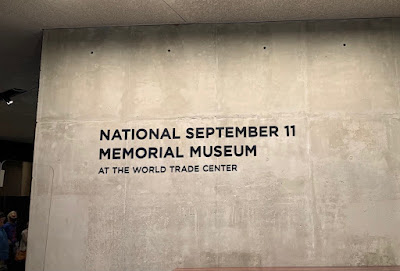 NATIONAL SEPTEMBER 11
MEMORIAL MUSEUM
AT THE WORLD TRADE CENTER